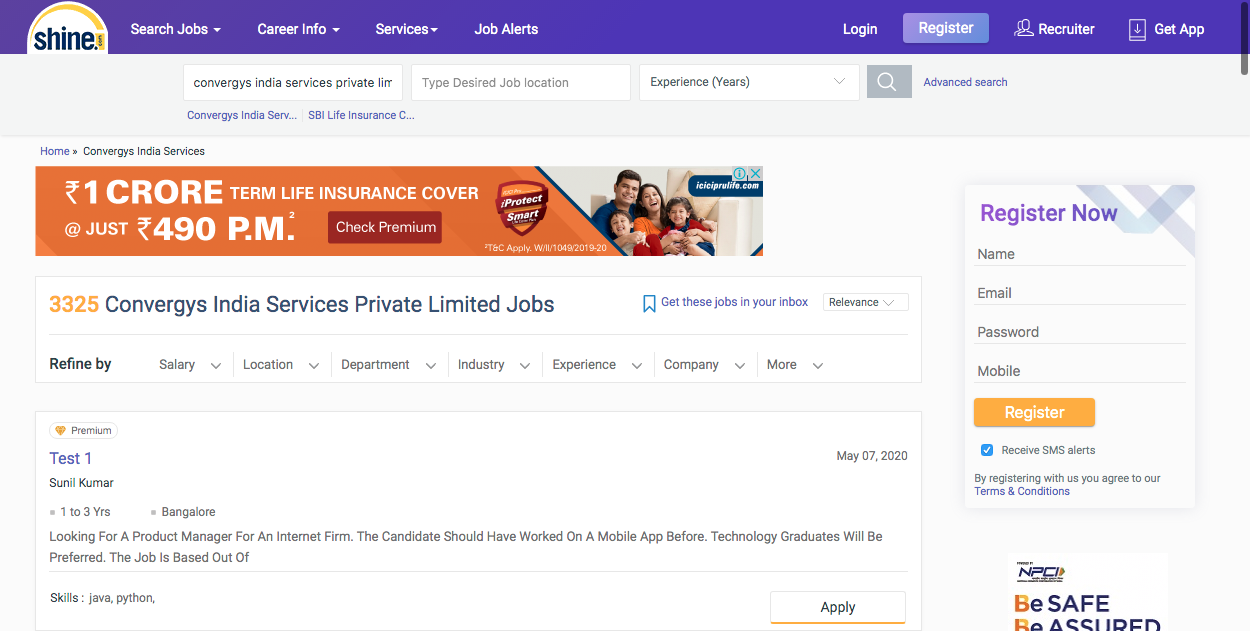 shine.com
Search Jobs
Career Info
Services
Job Alerts
Login
Register
Recruiter
Get App
convergys india services private lim
Type Desired Job location
Experience (Years)
Advanced search
Convergys India Serv...
SBI Life Insurance C...
Home » Convergys India Services
₹1 CRORE TERM LIFE INSURANCE COVER
@ JUST ₹490 P.M.²
Check Premium
iProtect
Smart
iciciprulife.com
²T&C Apply. W/II/1049/2019-20
3325 Convergys India Services Private Limited Jobs
Get these jobs in your inbox
Relevance
Refine by
Salary
Location
Department
Industry
Experience
Company
More
Premium
Test 1
May 07, 2020
Sunil Kumar
1 to 3 Yrs
Bangalore
Looking For A Product Manager For An Internet Firm. The Candidate Should Have Worked On A Mobile App Before. Technology Graduates Will Be
Preferred. The Job Is Based Out Of
Skills : java, python,
Apply
Register Now
Name
Email
Password
Mobile
Register
Receive SMS alerts
By registering with us you agree to our
Terms & Conditions
NPCI
Be SAFE
Be ASSURED